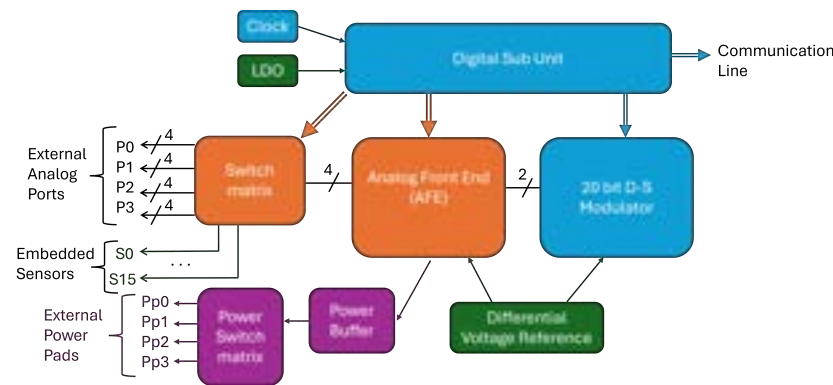 Clock
LDO
Digital Sub Unit
Communication
Line
External
Analog
Ports
P0
4
P1
4
P2
4
P3
4
Switch
matrix
4
Analog Front End
(AFE)
2
20 bit D-S
Modulator
Embedded
Sensors
S0
...
S15
External
Power
Pads
Pp0
Pp1
Pp2
Pp3
Power
Switch
matrix
Power
Buffer
Differential
Voltage Reference